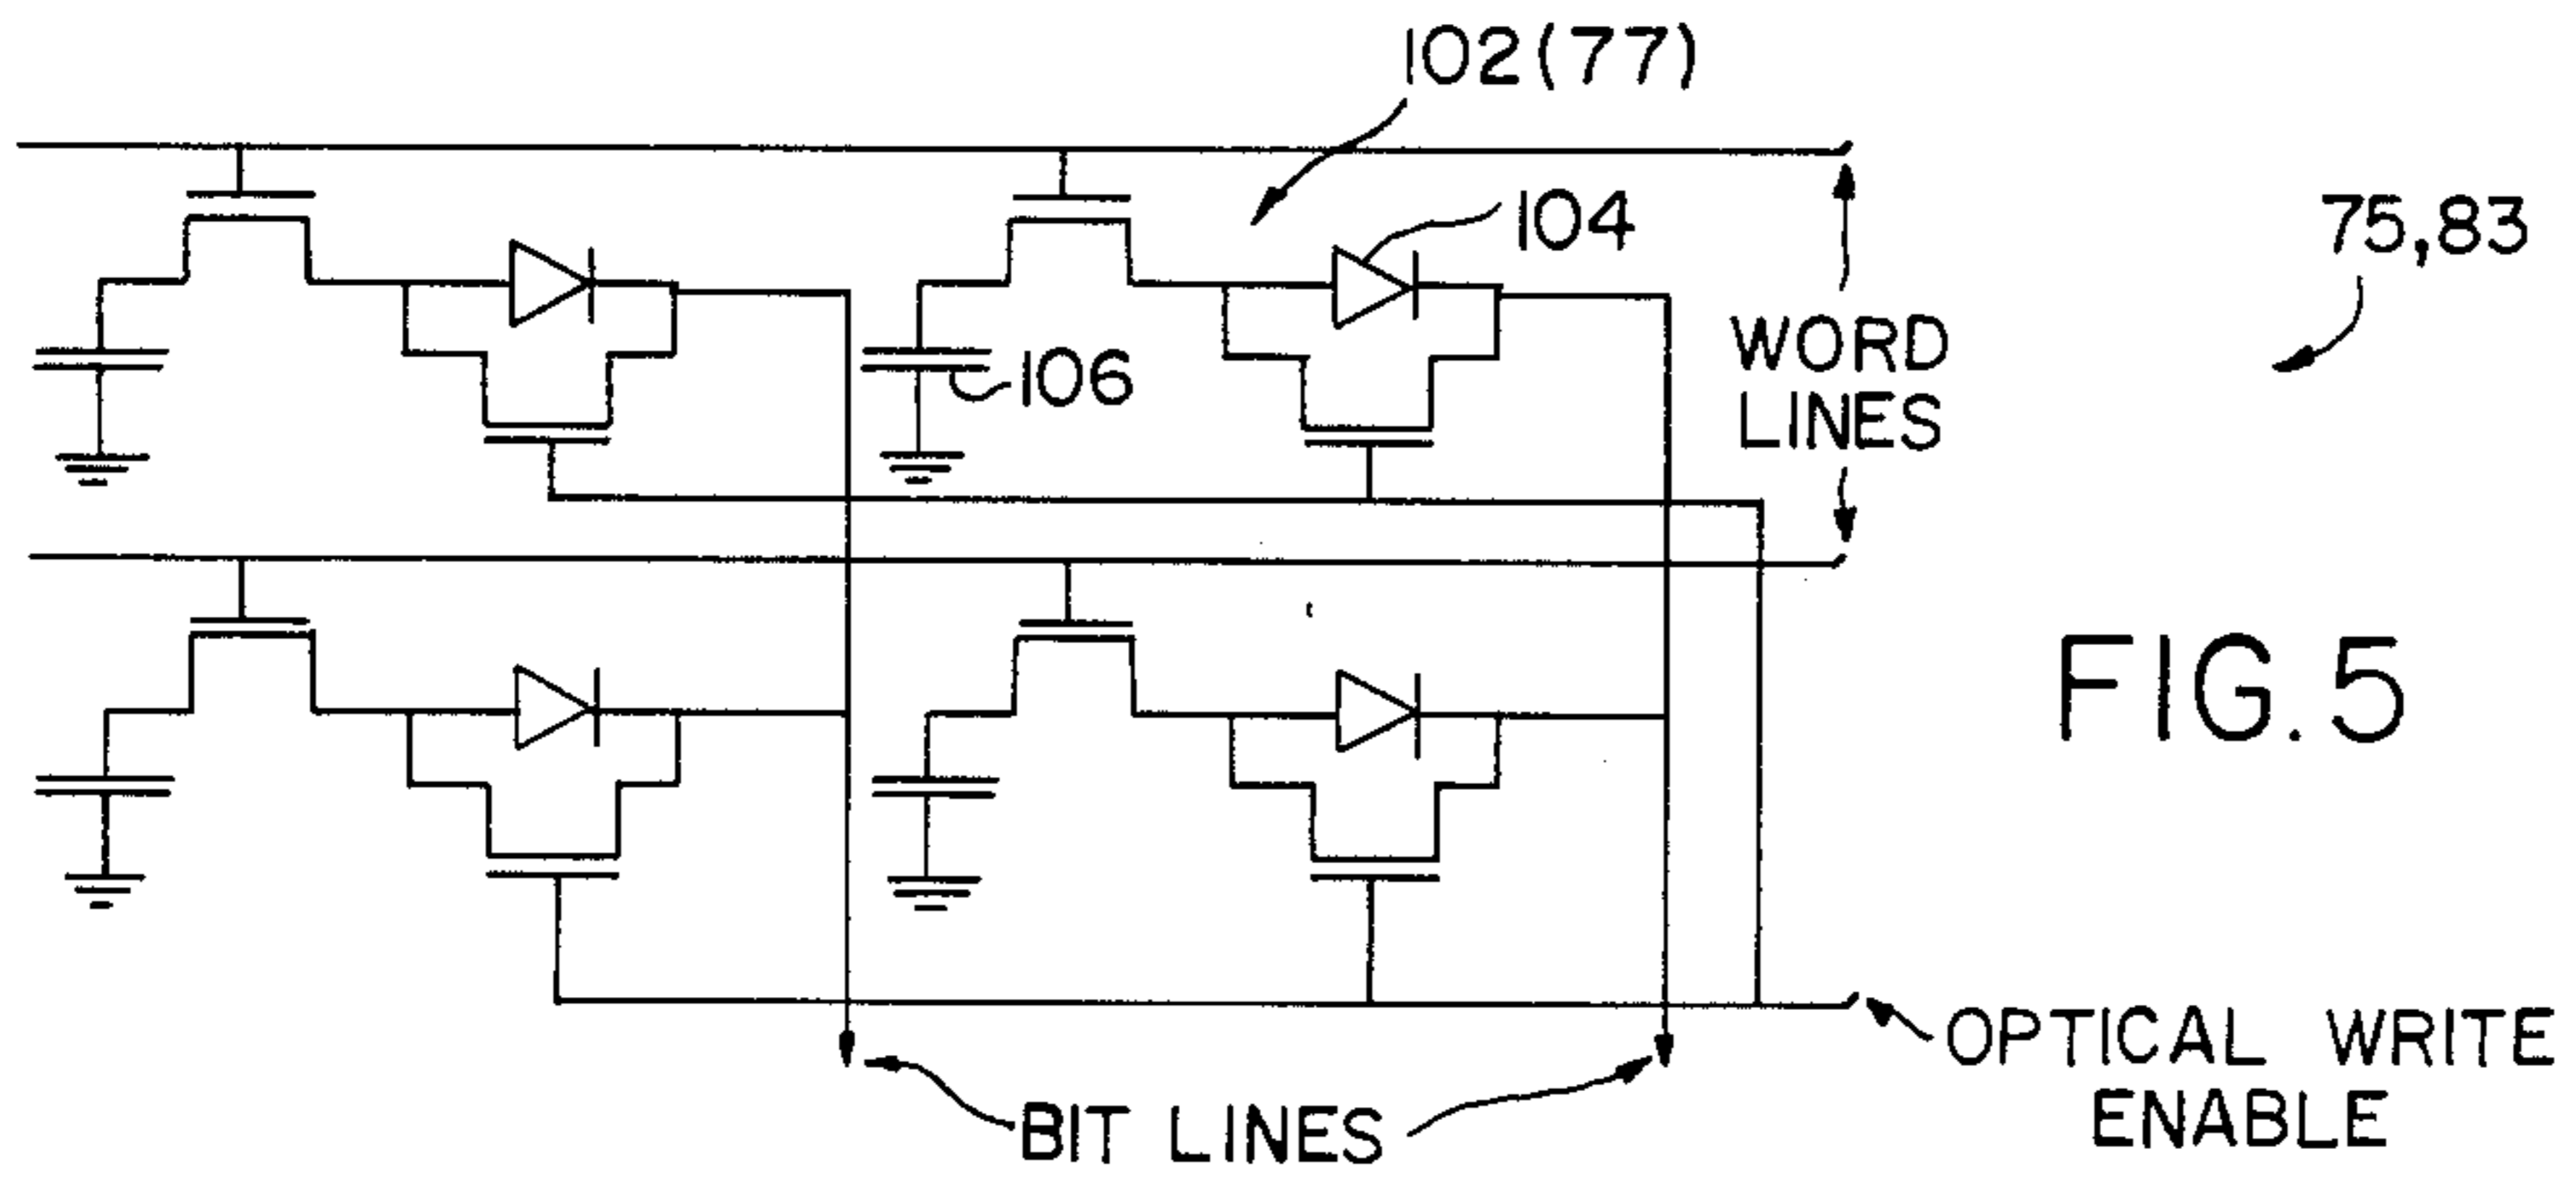 102(77)
104
75,83
WORD
LINES
106
FIG.5
OPTICAL WRITE
ENABLE
BIT LINES